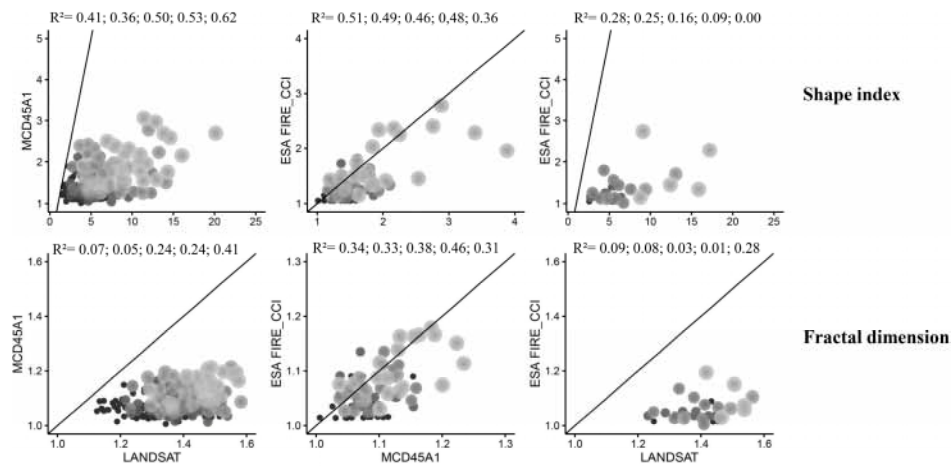 R²= 0.41; 0.36; 0.50; 0.53; 0.62
R²= 0.51; 0.49; 0.46; 0,48; 0.36
R²= 0.28; 0.25; 0.16; 0.09; 0.00
MCD45A1
5
4
3
2
1
0 5 10 15 20 25
ESA FIRE_CCI
4
3
2
1
1 2 3 4
ESA FIRE_CCI
5
4
3
2
1
0 5 10 15 20 25
Shape index
R²= 0.07; 0.05; 0.24; 0.24; 0.41
R²= 0.34; 0.33; 0.38; 0.46; 0.31
R²= 0.09; 0.08; 0.03; 0.01; 0.28
MCD45A1
1.6
1.4
1.2
1.0
1.0 1.2 1.4 1.6
LANDSAT
ESA FIRE_CCI
1.3
1.2
1.1
1.0
1.0 1.1 1.2 1.3
MCD45A1
ESA FIRE_CCI
1.6
1.4
1.2
1.0
1.0 1.2 1.4 1.6
LANDSAT
Fractal dimension